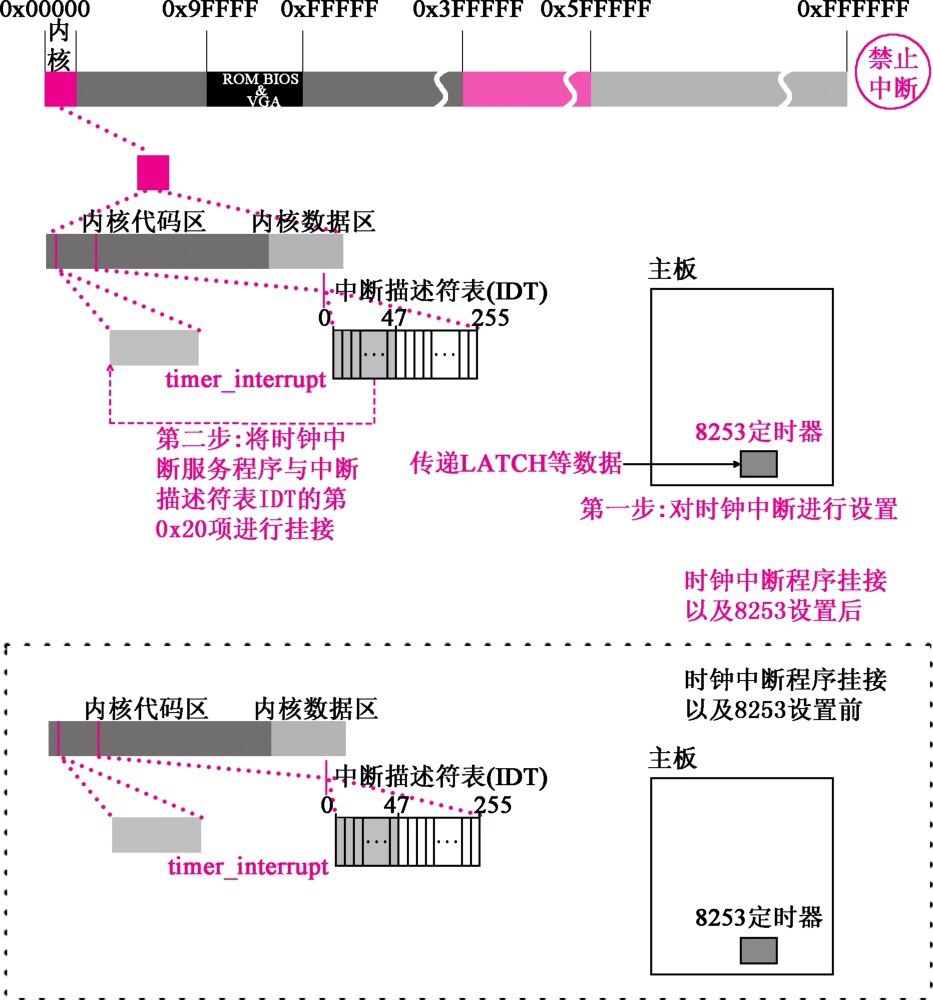 0x00000 0x9FFFF 0xFFFFF 0x3FFFFF 0x5FFFFF 0xFFFFFF
内
核
ROM BIOS
&
VGA
禁止
中断
内核代码区 内核数据区
中断描述符表(IDT)
0 47 255
...
...
timer_interrupt
第二步:将时钟中
断服务程序与中断
描述符表IDT的第
0x20项进行挂接
主板
8253定时器
传递LATCH等数据
第一步:对时钟中断进行设置
时钟中断程序挂接
以及8253设置后
时钟中断程序挂接
以及8253设置前
内核代码区 内核数据区
中断描述符表(IDT)
0 47 255
...
...
timer_interrupt
主板
8253定时器